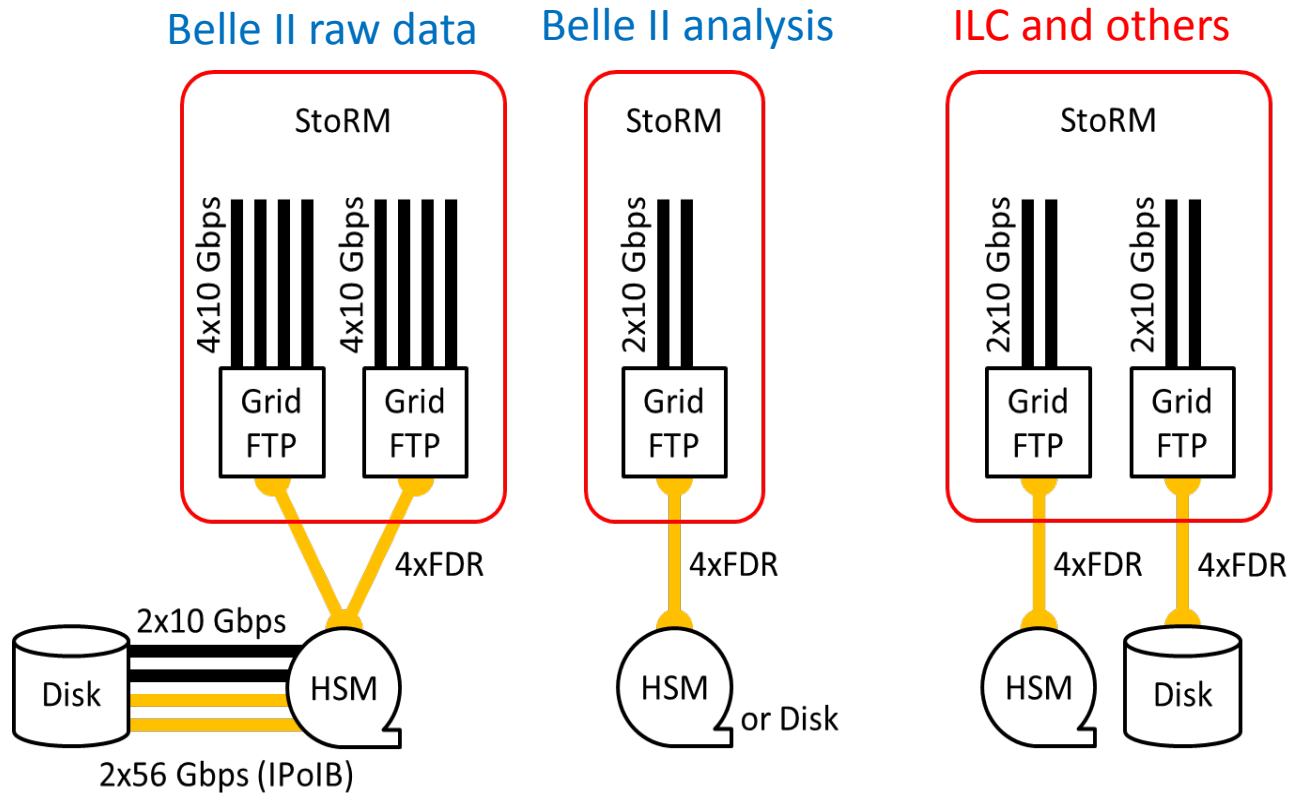 Belle II raw data
Belle II analysis
ILC and others
StoRM
StoRM
StoRM
4x10 Gbps
4x10 Gbps
2x10 Gbps
2x10 Gbps
2x10 Gbps
Grid
FTP
Grid
FTP
Grid
FTP
Grid
FTP
Grid
FTP
4xFDR
4xFDR
4xFDR
4xFDR
2x10 Gbps
Disk
HSM
HSM
or Disk
HSM
Disk
2x56 Gbps (IPoIB)